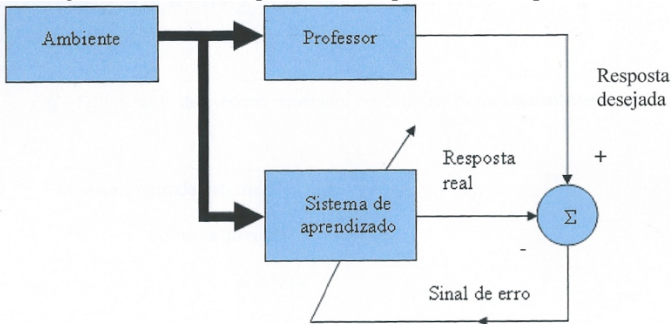 Ambiente
Professor
Resposta
desejada
+
Resposta
real
Sistema de
aprendizado
Σ
-
Sinal de erro